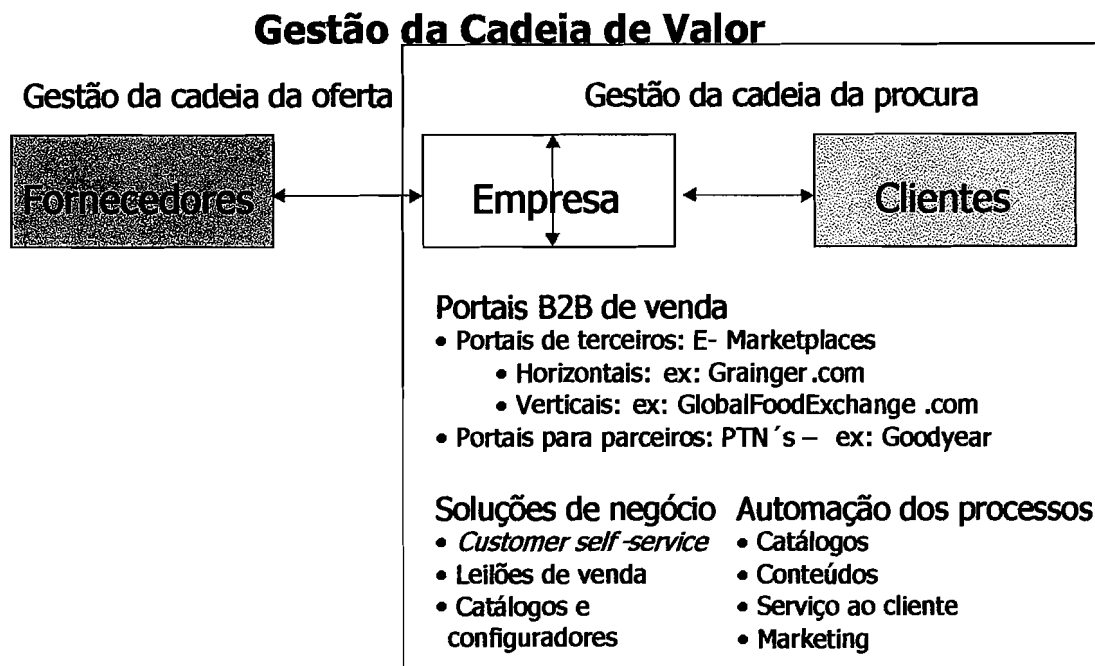 Gestão da Cadeia de Valor
Gestão da cadeia da oferta
Gestão da cadeia da procura
Fornecedores
Empresa
Clientes
Portais B2B de venda
• Portais de terceiros: E- Marketplaces
• Horizontais: ex: Grainger .com
• Verticais: ex: GlobalFoodExchange .com
• Portais para parceiros: PTN´s – ex: Goodyear
Soluções de negócio
• Customer self-service
• Leilões de venda
• Catálogos e
configuradores
Automação dos processos
• Catálogos
• Conteúdos
• Serviço ao cliente
• Marketing